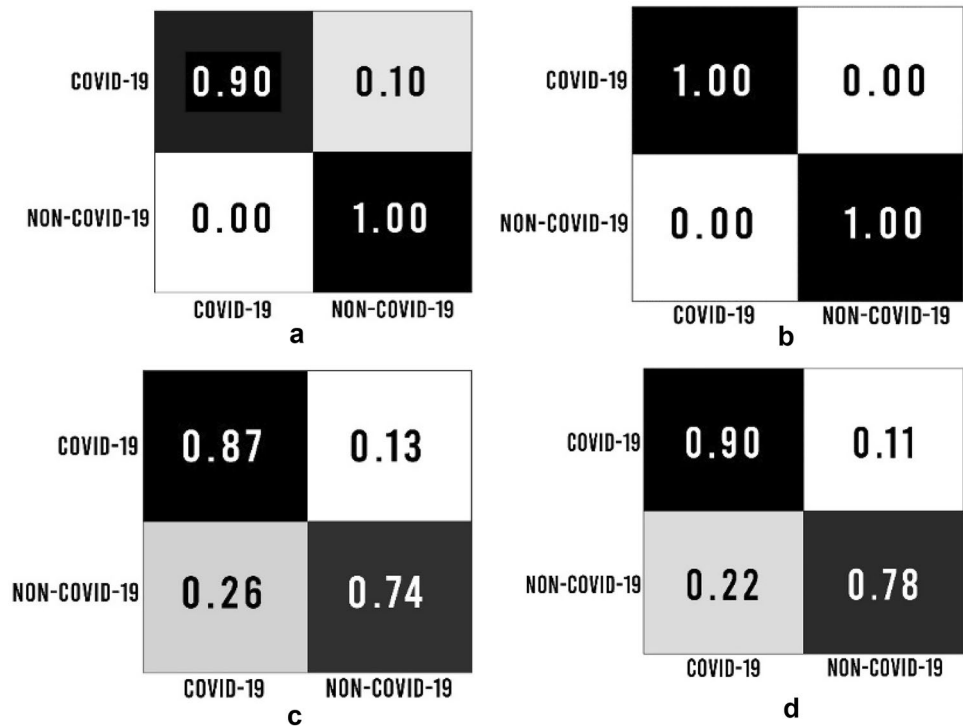 COVID-19 0.90 0.10
NON-COVID-19 0.00 1.00
COVID-19 NON-COVID-19
a
COVID-19 1.00 0.00
NON-COVID-19 0.00 1.00
COVID-19 NON-COVID-19
b
COVID-19 0.87 0.13
NON-COVID-19 0.26 0.74
COVID-19 NON-COVID-19
c
COVID-19 0.90 0.11
NON-COVID-19 0.22 0.78
COVID-19 NON-COVID-19
d